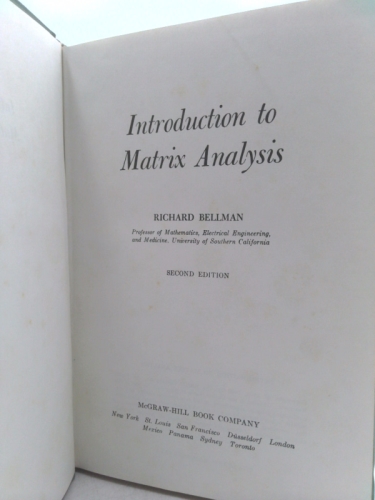 Introduction to
Matrix Analysis
RICHARD BELLMAN
Professor of Mathematics, Electrical Engineering,
and Medicine, University of Southern California
SECOND EDITION
McGRAW-HILL BOOK COMPANY
New York St. Louis San Francisco Düsseldorf London
Mexico Panama Sydney Toronto